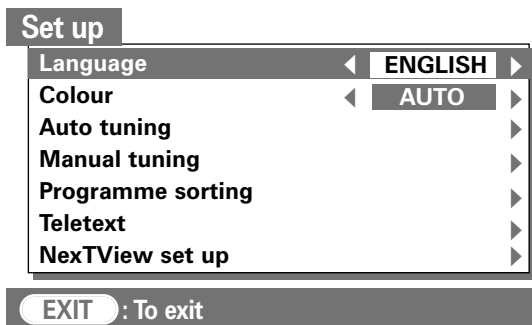 Set up
Language ENGLISH
Colour AUTO
Auto tuning
Manual tuning
Programme sorting
Teletext
NexTView set up
EXIT : To exit